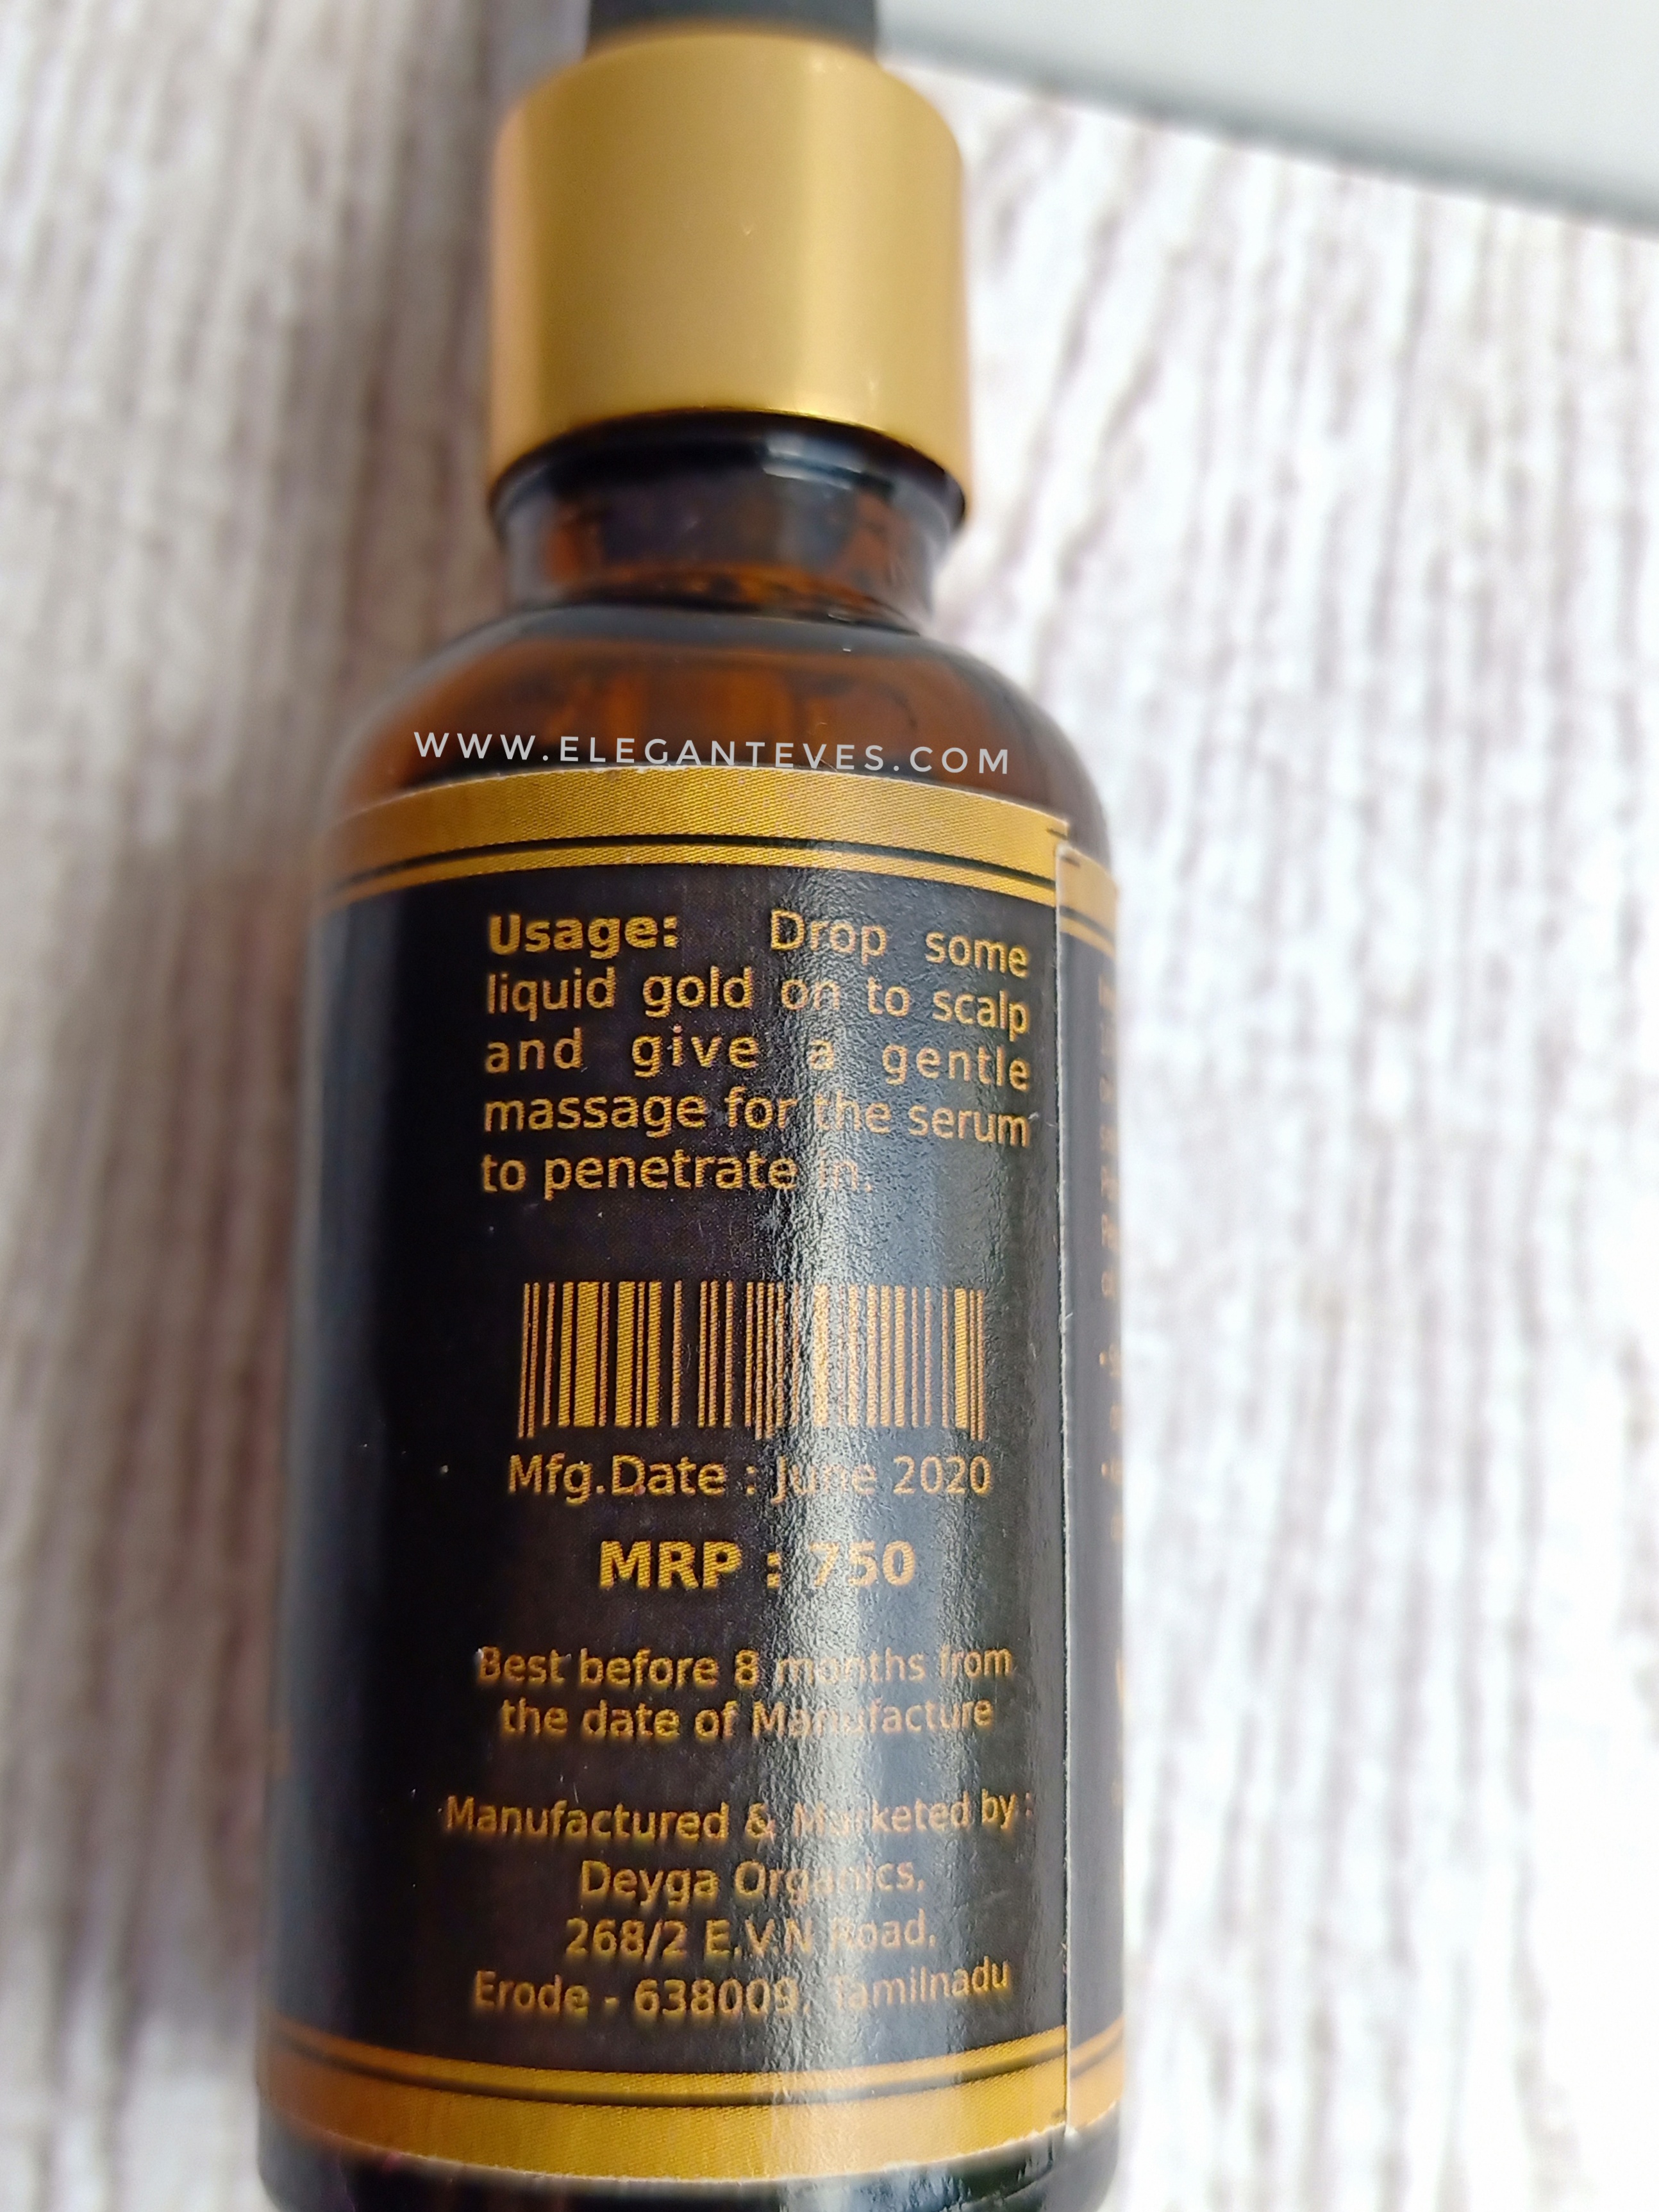 WWW.ELEGANTEVES.COM
Usage: Drop some
liquid gold on to scalp
and give a gentle
massage for the serum
to penetrate in.
Mfg.Date : June 2020
MRP : 750
Best before 8 months from
the date of Manufacture
Manufactured & Marketed by :
Deyga Organics,
268/2 E.V.N Road,
Erode - 638009, Tamilnadu